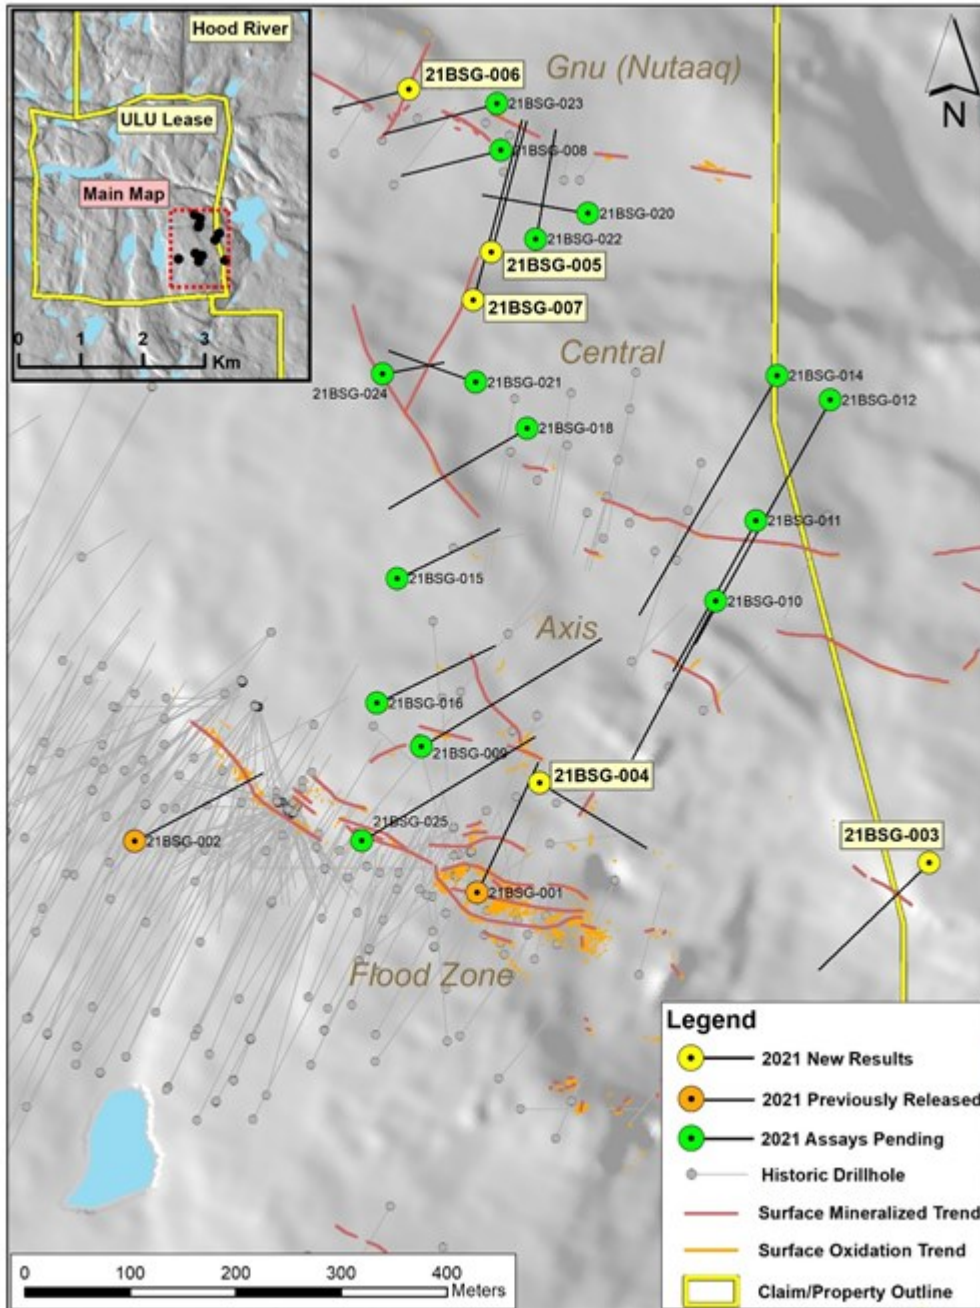 Hood River
ULU Lease
Main Map
0 1 2 3
Km
N
Gnu (Nutaaq)
21BSG-006
21BSG-023
21BSG-008
21BSG-020
21BSG-022
21BSG-005
21BSG-007
Central
21BSG-014
21BSG-024
21BSG-021
21BSG-012
21BSG-018
21BSG-011
21BSG-015
21BSG-010
Axis
21BSG-016
21BSG-009
21BSG-004
21BSG-025
21BSG-002
21BSG-003
21BSG-001
Flood Zone
Legend
2021 New Results
2021 Previously Released
2021 Assays Pending
Historic Drillhole
Surface Mineralized Trend
Surface Oxidation Trend
Claim/Property Outline
0 100 200 300 400
Meters